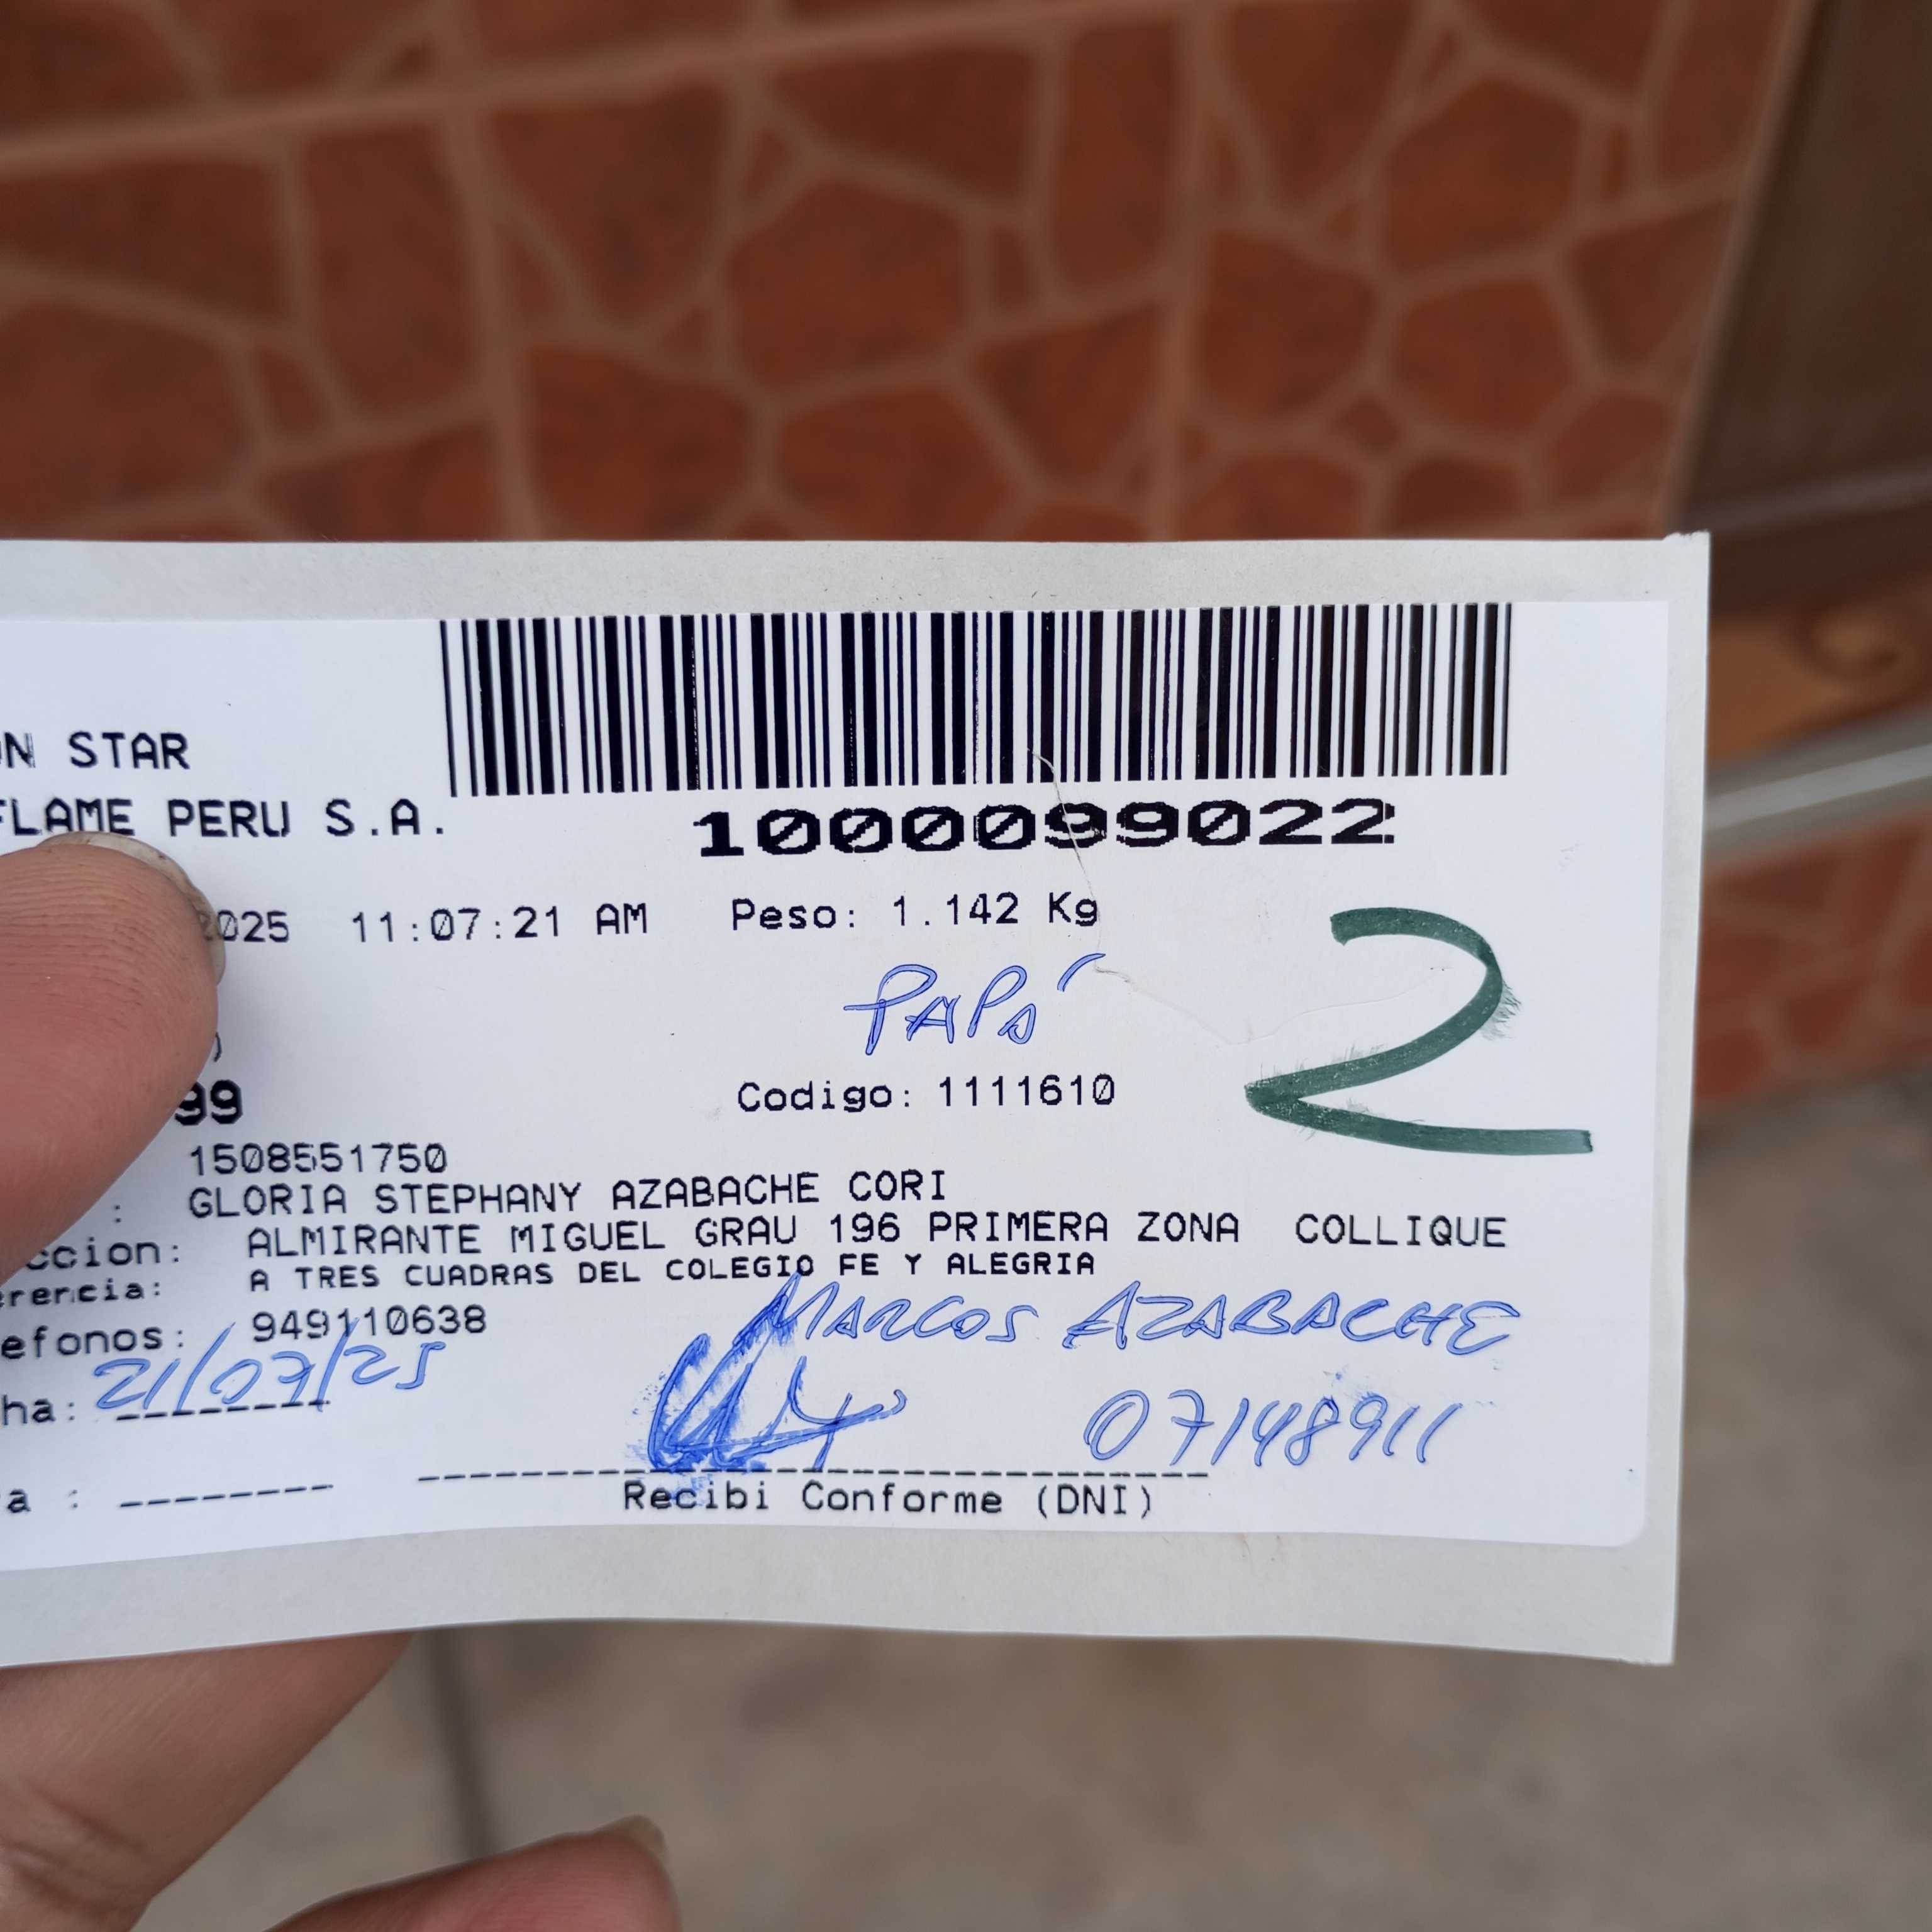 N STAR
FLAME PERU S.A.
1000099022
2025 11:07:21 AM Peso: 1.142 Kg
PAPÁ
2
99
Codigo: 1111610
1508551750
: GLORIA STEPHANY AZABACHE CORI
ccion: ALMIRANTE MIGUEL GRAU 196 PRIMERA ZONA COLLIQUE
erencia: A TRES CUADRAS DEL COLEGIO FE Y ALEGRIA
efonos: 949110638
MARCOS AZABACHE
ha: 21/07/25
07148911
a :
Recibi Conforme (DNI)